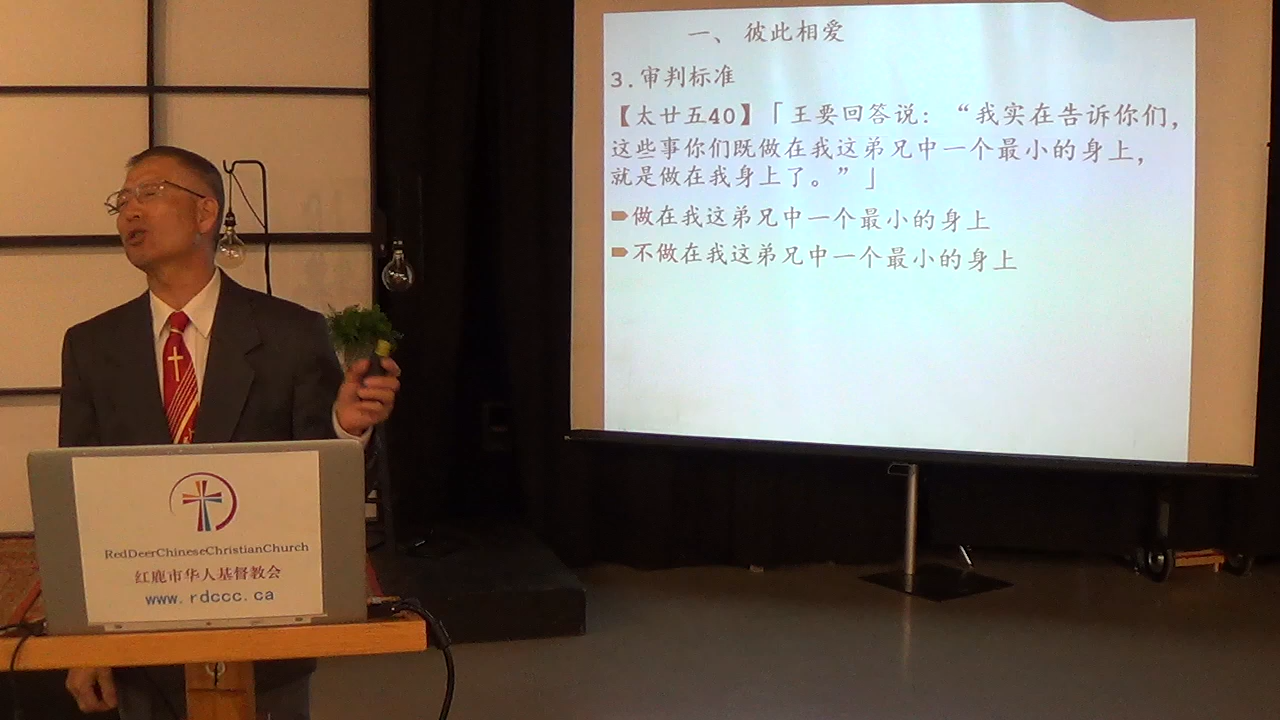 一、 彼此相爱
3.审判标准
【太廿五40】「王要回答说：“我实在告诉你们，
这些事你们既做在我这弟兄中一个最小的身上，
就是做在我身上了。”」
做在我这弟兄中一个最小的身上
不做在我这弟兄中一个最小的身上
RedDeerChineseChristianChurch
红鹿市华人基督教会
www.rdccc.ca